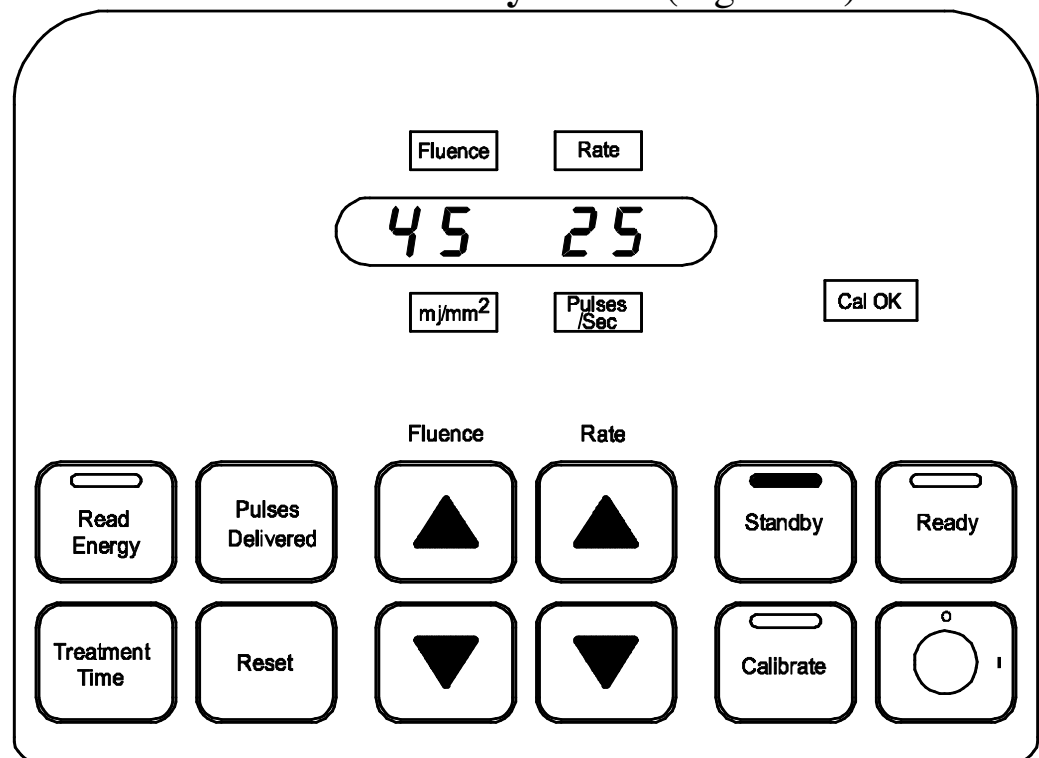 Fluence Rate
45 25
mj/mm² Pulses
/Sec
Cal OK
Fluence Rate
Read
Energy
Pulses
Delivered
Standby
Ready
Treatment
Time
Reset
Calibrate
O
I